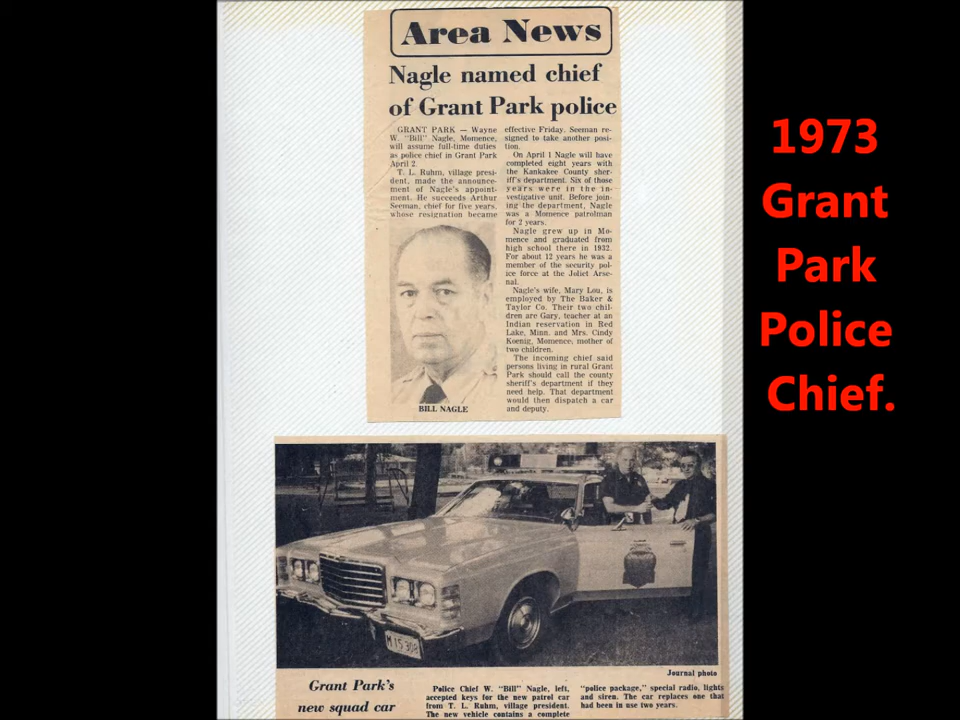 Area News
Nagle named chief
of Grant Park police
GRANT PARK — Wayne
W. "Bill" Nagle, Momence,
will assume full-time duties
as police chief in Grant Park
April 2.
T. L. Ruhm, village presi-
dent, made the announce-
ment of Nagle's appoint-
ment. He succeeds Arthur
Seeman, chief for five years,
whose resignation became
effective Friday. Seeman re-
signed to take another posi-
tion.
On April 1 Nagle will have
completed eight years with
the Kankakee County sher-
iff's department. Six of those
years were in the in-
vestigative unit. Before join-
ing the department, Nagle
was a Momence patrolman
for 2 years.
Nagle grew up in Mo-
mence and graduated from
high school there in 1932.
For about 12 years he was a
member of the security pol-
ice force at the Joliet Arse-
nal.
Nagle's wife, Mary Lou, is
employed by The Baker &
Taylor Co. Their two chil-
dren are Gary, teacher at an
Indian reservation in Red
Lake, Minn. and Mrs. Cindy
Koenig, Momence, mother of
two children.
The incoming chief said
persons living in rural Grant
Park should call the county
sheriff's department if they
need help. That department
would then dispatch a car
and deputy.
BILL NAGLE
1973
Grant
Park
Police
Chief.
M 15 308
Journal photo
Grant Park's
new squad car
Police Chief W. "Bill" Nagle, left,
accepted keys for the new patrol car
from T. L. Ruhm, village president.
The new vehicle contains a complete
"police package," special radio, lights
and siren. The car replaces one that
had been in use two years.